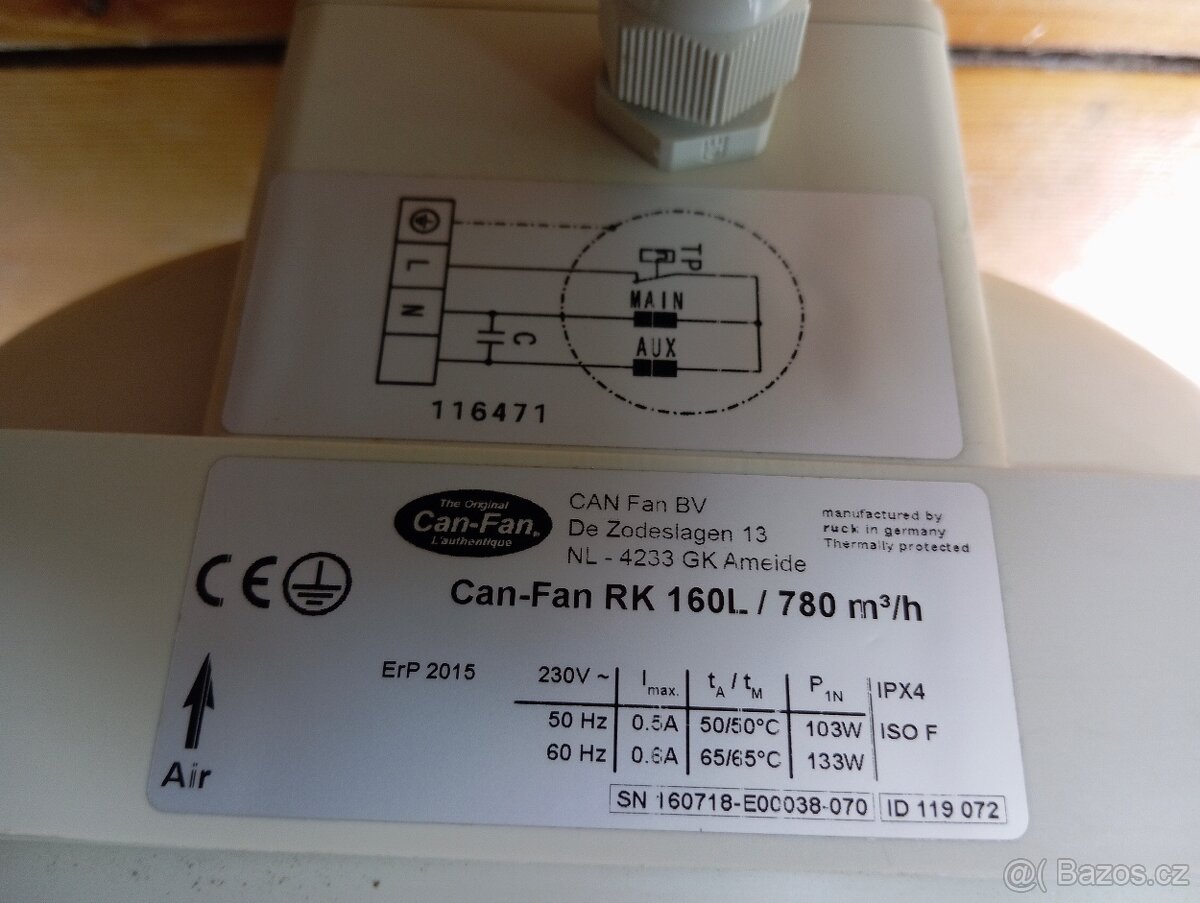 L
N
C
TP
MAIN
AUX
116471
The Original
Can-Fan
L'authentique
CAN Fan BV
De Zodeslagen 13
NL - 4233 GK Ameide
manufactured by
ruck in germany
Thermally protected
CE
Can-Fan RK 160L / 780 m³/h
ErP 2015
230V ~ I max. tA / tM P1N IPX4
50 Hz 0.5A 50/50°C 103W ISO F
60 Hz 0.6A 65/65°C 133W
Air
SN 160718-E00038-070 ID 119 072
@( Bazos.cz